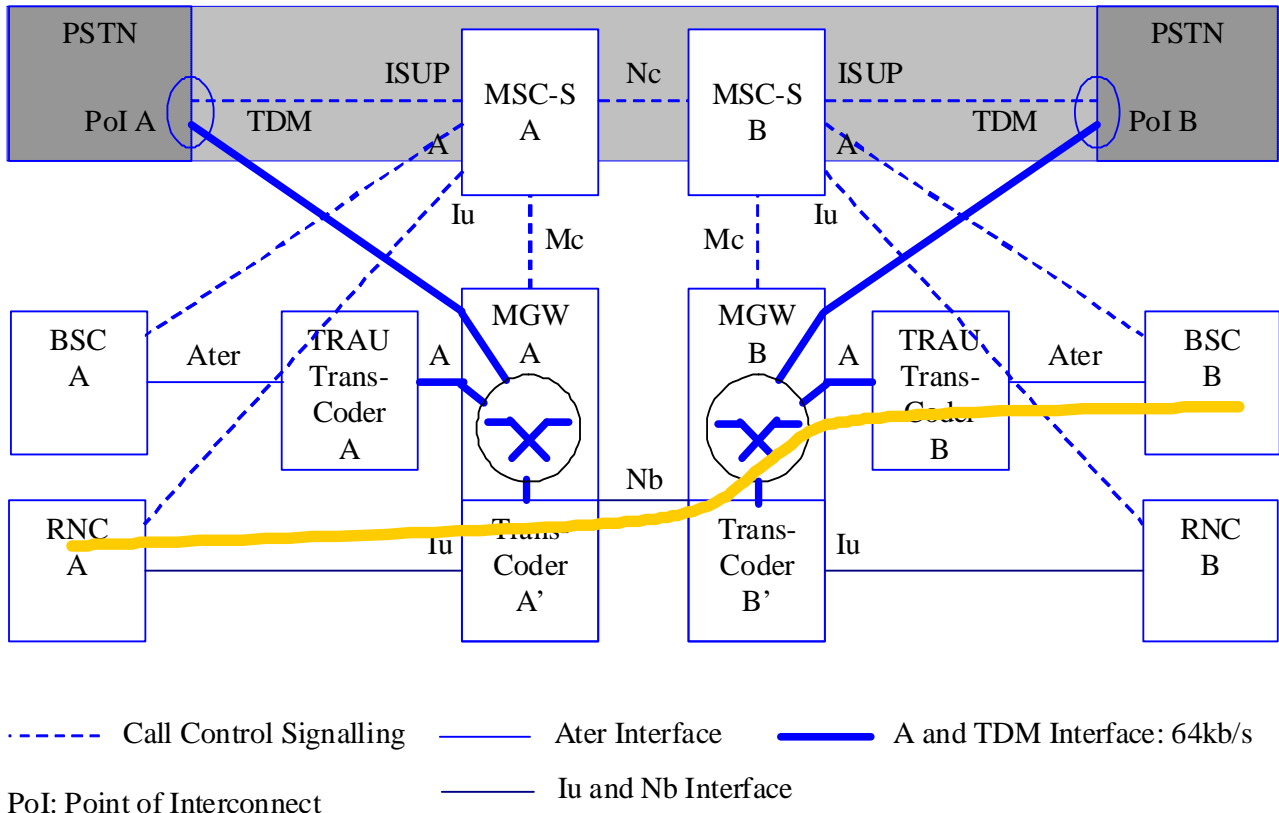 PSTN
PSTN
ISUP
Nc
ISUP
MSC-S
A
MSC-S
B
PoI A
TDM
TDM
PoI B
A
A
Iu
Iu
Mc
Mc
BSC
A
Ater
TRAU
Trans-
Coder
A
A
MGW
A
MGW
B
A
TRAU
Trans-
Coder
B
Ater
BSC
B
Nb
RNC
A
Iu
Trans-
Coder
A’
Trans-
Coder
B’
Iu
RNC
B
Call Control Signalling
Ater Interface
A and TDM Interface: 64kb/s
PoI: Point of Interconnect
Iu and Nb Interface